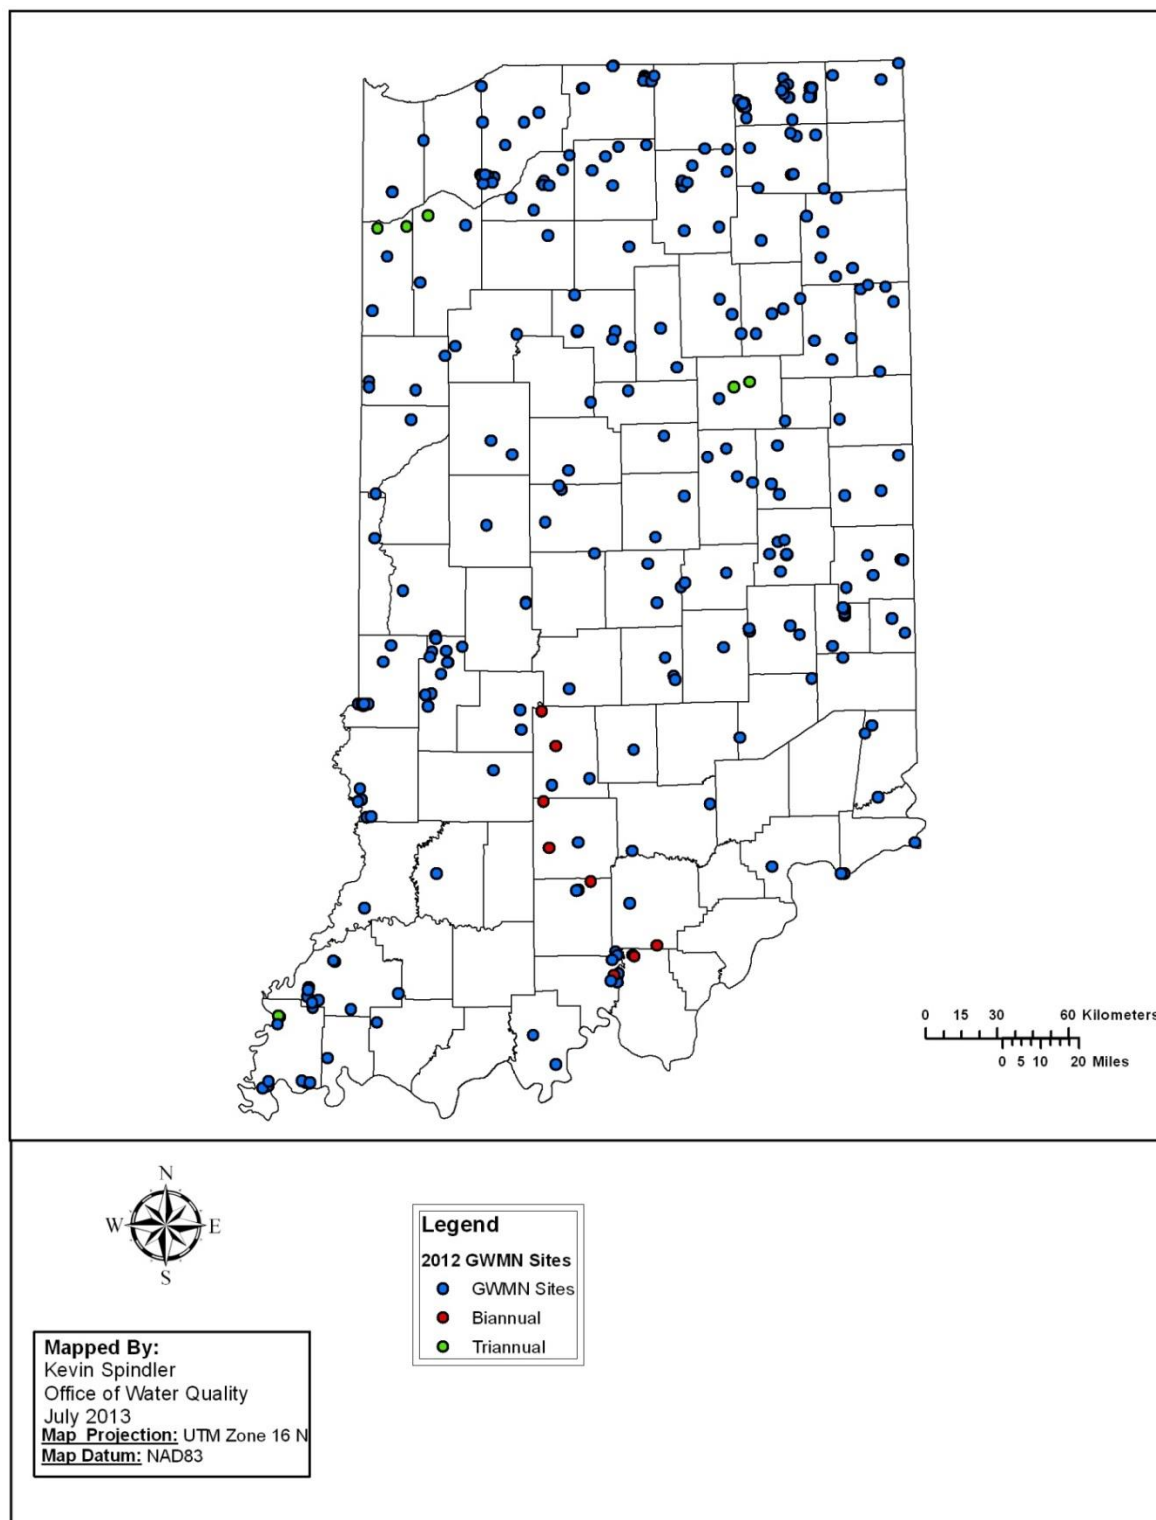 0 15 30 60 Kilometers
0 5 10 20 Miles
N
W E
S
Legend
2012 GWMN Sites
GWMN Sites
Biannual
Triannual
Mapped By:
Kevin Spindler
Office of Water Quality
July 2013
Map Projection: UTM Zone 16 N
Map Datum: NAD83